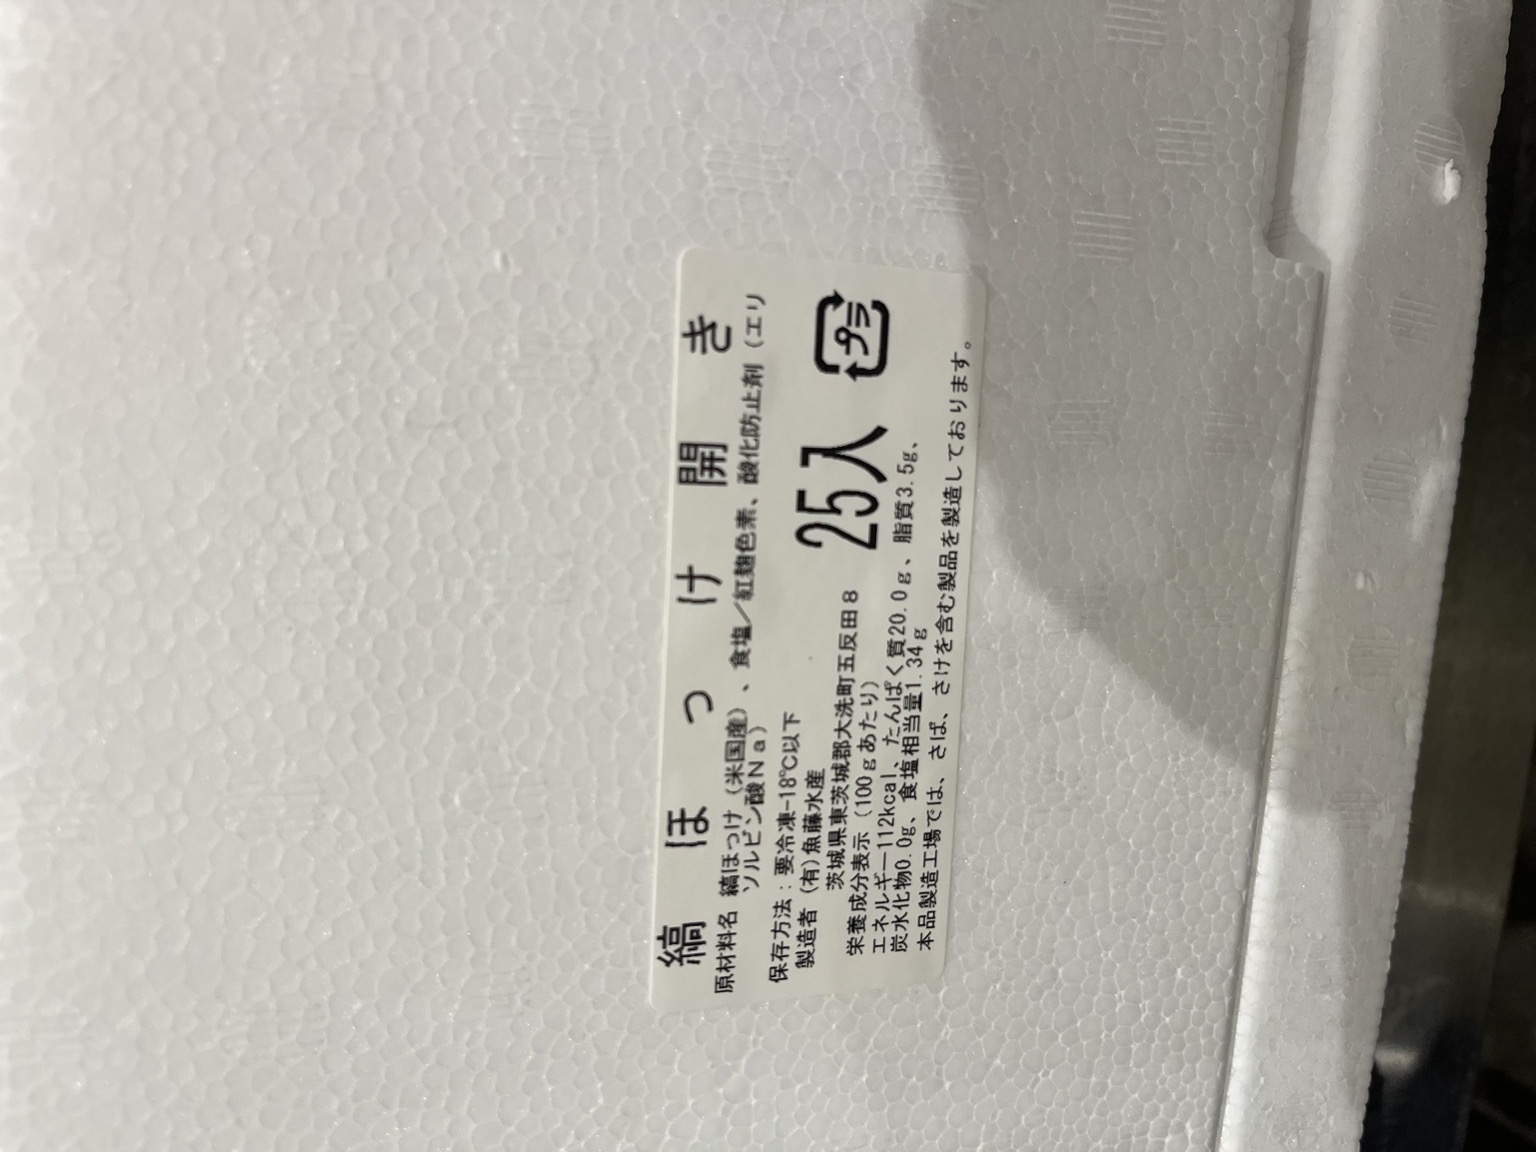 縞ほっけ開き
原材料名 縞ほっけ（米国産）、食塩／紅麹色素、酸化防止剤（エリ
ソルビン酸Ｎａ）
保存方法：要冷凍-18℃以下
製造者 （有）魚藤水産
茨城県東茨城郡大洗町五反田８
25入
プラ
栄養成分表示（100ｇあたり）
エネルギー112kcal、たんぱく質20.0ｇ、脂質3.5g、
炭水化物0.0g、食塩相当量1.34ｇ
本品製造工場では、さば、さけを含む製品を製造しております。